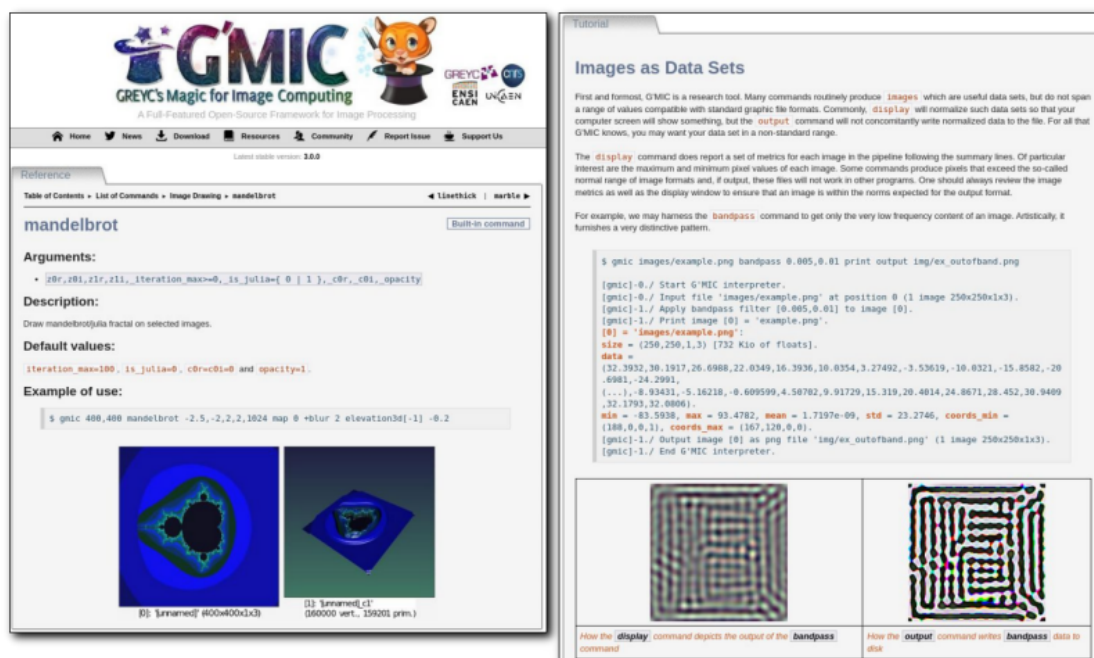 G'MIC
GREYC's Magic for Image Computing
GREYC
cnrs
ENSI
CAEN
UNICAEN
A Full-Featured Open-Source Framework for Image Processing
Home News Download Resources Community Report Issue Support Us
Latest stable version: 3.0.0
Reference
Table of Contents ▸ List of Commands ▸ Image Drawing ▸ mandelbrot ◀ linethick | marble ▶
mandelbrot Built-in command
Arguments:
• z0r,z0i,z1r,z1i,_iteration_max>=0,_is_julia={ 0 | 1 },_c0r,_c0i,_opacity
Description:
Draw mandelbrot/julia fractal on selected images.
Default values:
iteration_max=100, is_julia=0, c0r=c0i=0 and opacity=1.
Example of use:
$ gmic 400,400 mandelbrot -2.5,-2,2,2,1024 map 0 +blur 2 elevation3d[-1] -0.2
[0]: '[unnamed]' (400x400x1x3)
[1]: '[unnamed]_c1'
(160000 vert., 159201 prim.)
Tutorial
Images as Data Sets
First and formost, G'MIC is a research tool. Many commands routinely produce images which are useful data sets, but do not span
a range of values compatible with standard graphic file formats. Commonly, display will normalize such data sets so that your
computer screen will show something, but the output command will not concomitantly write normalized data to the file. For all that
G'MIC knows, you may want your data set in a non-standard range.
The display command does report a set of metrics for each image in the pipeline following the summary lines. Of particular
interest are the maximum and minimum pixel values of each image. Some commands produce pixels that exceed the so-called
normal range of image formats and, if output, these files will not work in other programs. One should always review the image
metrics as well as the display window to ensure that an image is within the norms expected for the output format.
For example, we may harness the bandpass command to get only the very low frequency content of an image. Artistically, it
furnishes a very distinctive pattern.
$ gmic images/example.png bandpass 0.005,0.01 print output img/ex_outofband.png
[gmic]-0./ Start G'MIC interpreter.
[gmic]-0./ Input file 'images/example.png' at position 0 (1 image 250x250x1x3).
[gmic]-1./ Apply bandpass filter [0.005,0.01] to image [0].
[gmic]-1./ Print image [0] = 'example.png'.
[0] = 'images/example.png':
size = (250,250,1,3) [732 Kio of floats].
data =
(32.3932,30.1917,26.6988,22.0349,16.3936,10.0354,3.27492,-3.53619,-10.0321,-15.8582,-20
.6981,-24.2991,
(...),-8.93431,-5.16218,-0.609599,4.50702,9.91729,15.319,20.4014,24.8671,28.452,30.9409
,32.1793,32.0806).
min = -83.5938, max = 93.4782, mean = 1.7197e-09, std = 23.2746, coords_min =
(188,0,0,1), coords_max = (167,120,0,0).
[gmic]-1./ Output image [0] as png file 'img/ex_outofband.png' (1 image 250x250x1x3).
[gmic]-1./ End G'MIC interpreter.
How the display command depicts the output of the bandpass
command
How the output command writes bandpass data to
disk